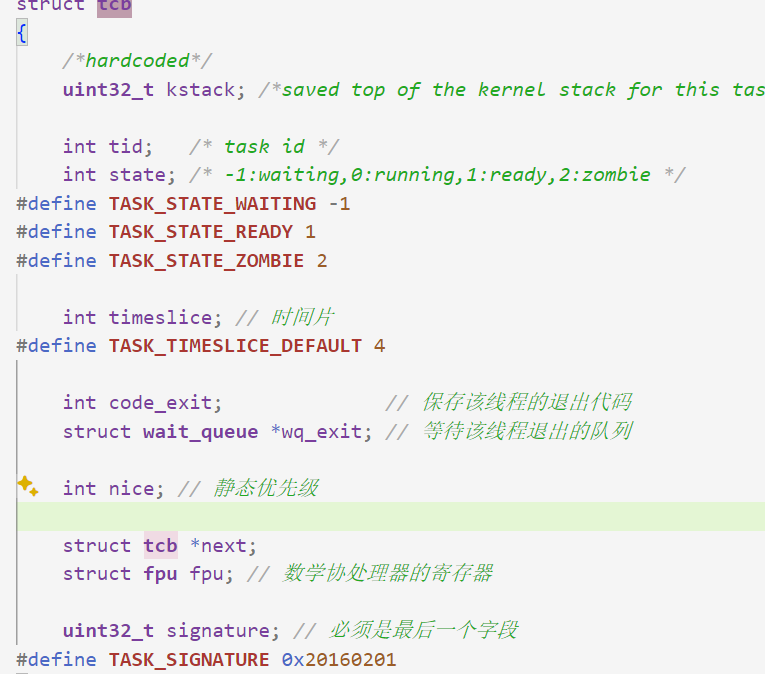 struct tcb
{
/*hardcoded*/
uint32_t kstack; /*saved top of the kernel stack for this tas
int tid; /* task id */
int state; /* -1:waiting,0:running,1:ready,2:zombie */
#define TASK_STATE_WAITING -1
#define TASK_STATE_READY 1
#define TASK_STATE_ZOMBIE 2
int timeslice; // 时间片
#define TASK_TIMESLICE_DEFAULT 4
int code_exit; // 保存该线程的退出代码
struct wait_queue *wq_exit; // 等待该线程退出的队列
int nice; // 静态优先级
struct tcb *next;
struct fpu fpu; // 数学协处理器的寄存器
uint32_t signature; // 必须是最后一个字段
#define TASK_SIGNATURE 0x20160201